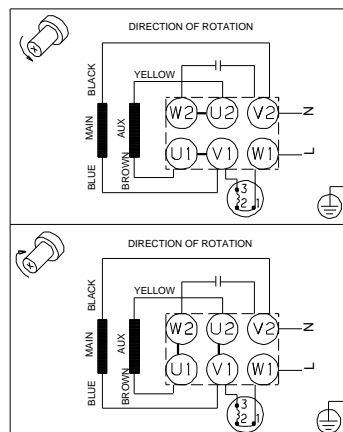 DIRECTION OF ROTATION
BLACK
YELLOW
MAIN
AUX
BLUE
BROWN
W2 U2 V2 N
U1 V1 W1 L
3
2 1
DIRECTION OF ROTATION
BLACK
YELLOW
MAIN
AUX
BLUE
BROWN
W2 U2 V2 N
U1 V1 W1 L
3
2 1